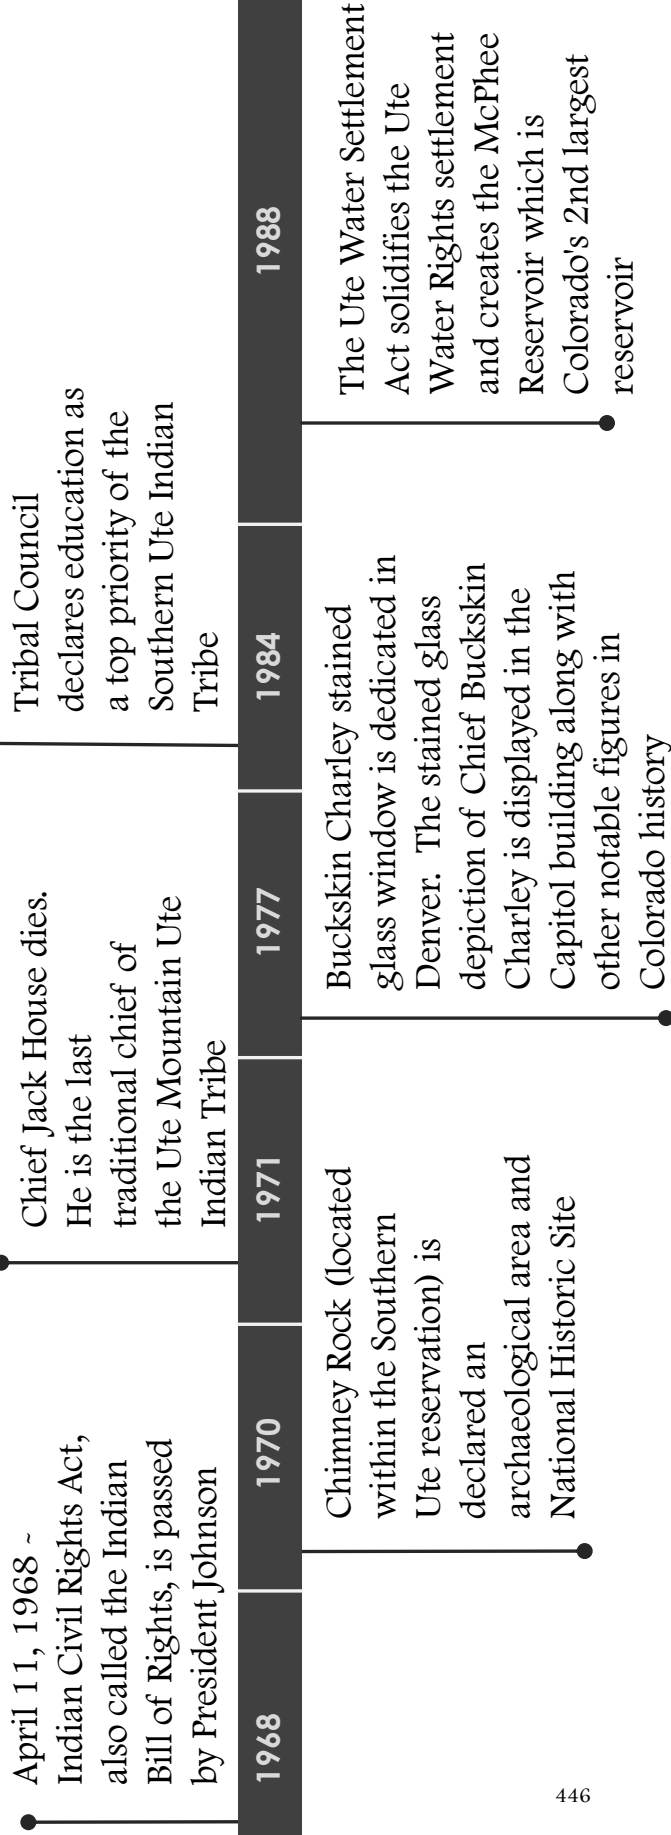 April 11, 1968 ~
Indian Civil Rights Act,
also called the Indian
Bill of Rights, is passed
by President Johnson
Chief Jack House dies.
He is the last
traditional chief of
the Ute Mountain Ute
Indian Tribe
Tribal Council
declares education as
a top priority of the
Southern Ute Indian
Tribe
1968
1970
1971
1977
1984
1988
Chimney Rock (located
within the Southern
Ute reservation) is
declared an
archaeological area and
National Historic Site
Buckskin Charley stained
glass window is dedicated in
Denver. The stained glass
depiction of Chief Buckskin
Charley is displayed in the
Capitol building along with
other notable figures in
Colorado history
The Ute Water Settlement
Act solidifies the Ute
Water Rights settlement
and creates the McPhee
Reservoir which is
Colorado's 2nd largest
reservoir
446